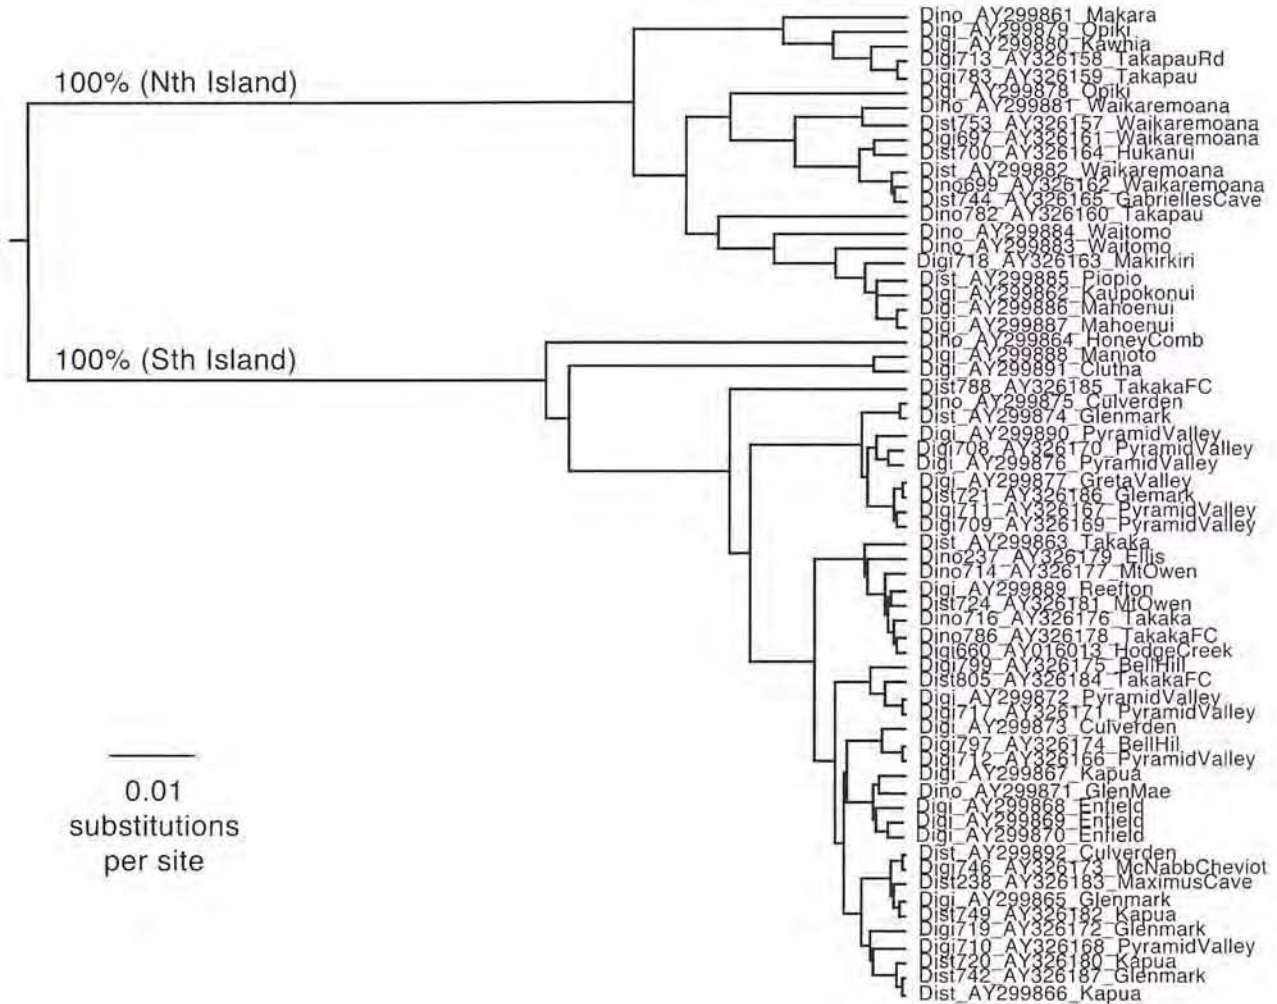 Dino_AY299861_Makara
Digi_AY299879_Opiki
Digi_AY299880_Kawhia
Digi713_AY326158_TakapauRd
Digi783_AY326159_Takapau
Digi_AY299878_Opiki
Dino_AY299881_Waikaremoana
Dist753_AY326157_Waikaremoana
Digi697_AY326161_Waikaremoana
Dist700_AY326164_Hukanui
Dist_AY299882_Waikaremoana
Dino699_AY326162_Waikaremoana
Dist744_AY326165_GabriellesCave
Dino782_AY326160_Takapau
Dino_AY299884_Waitomo
Dino_AY299883_Waitomo
Digi718_AY326163_Makirkiri
Dist_AY299885_Piopio
Digi_AY299862_Kaupokonui
Digi_AY299886_Mahoenui
Digi_AY299887_Mahoenui
Dino_AY299864_HoneyComb
Digi_AY299888_Manioto
Digi_AY299891_Clutha
Dist788_AY326185_TakakaFC
Dino_AY299875_Culverden
Dist_AY299874_Glenmark
Digi_AY299890_PyramidValley
Digi708_AY326170_PyramidValley
Digi_AY299876_PyramidValley
Digi_AY299877_GretaValley
Dist721_AY326186_Glemark
Digi711_AY326167_PyramidValley
Digi709_AY326169_PyramidValley
Dist_AY299863_Takaka
Dino237_AY326179_Ellis
Dino714_AY326177_MtOwen
Digi_AY299889_Reefton
Dist724_AY326181_MtOwen
Dino716_AY326176_Takaka
Dino786_AY326178_TakakaFC
Digi660_AY016013_HodgeCreek
Digi799_AY326175_BellHill
Dist805_AY326184_TakakaFC
Digi_AY299872_PyramidValley
Digi717_AY326171_PyramidValley
Digi_AY299873_Culverden
Digi797_AY326174_BellHil
Digi712_AY326166_PyramidValley
Digi_AY299867_Kapua
Dino_AY299871_GlenMae
Digi_AY299868_Enfield
Digi_AY299869_Enfield
Digi_AY299870_Enfield
Dist_AY299892_Culverden
Digi746_AY326173_McNabbCheviot
Dist238_AY326183_MaximusCave
Digi_AY299865_Glenmark
Dist749_AY326182_Kapua
Digi719_AY326172_Glenmark
Digi710_AY326168_PyramidValley
Dist720_AY326180_Kapua
Dist742_AY326187_Glenmark
Dist_AY299866_Kapua
100% (Nth Island)
100% (Sth Island)
0.01
substitutions
per site